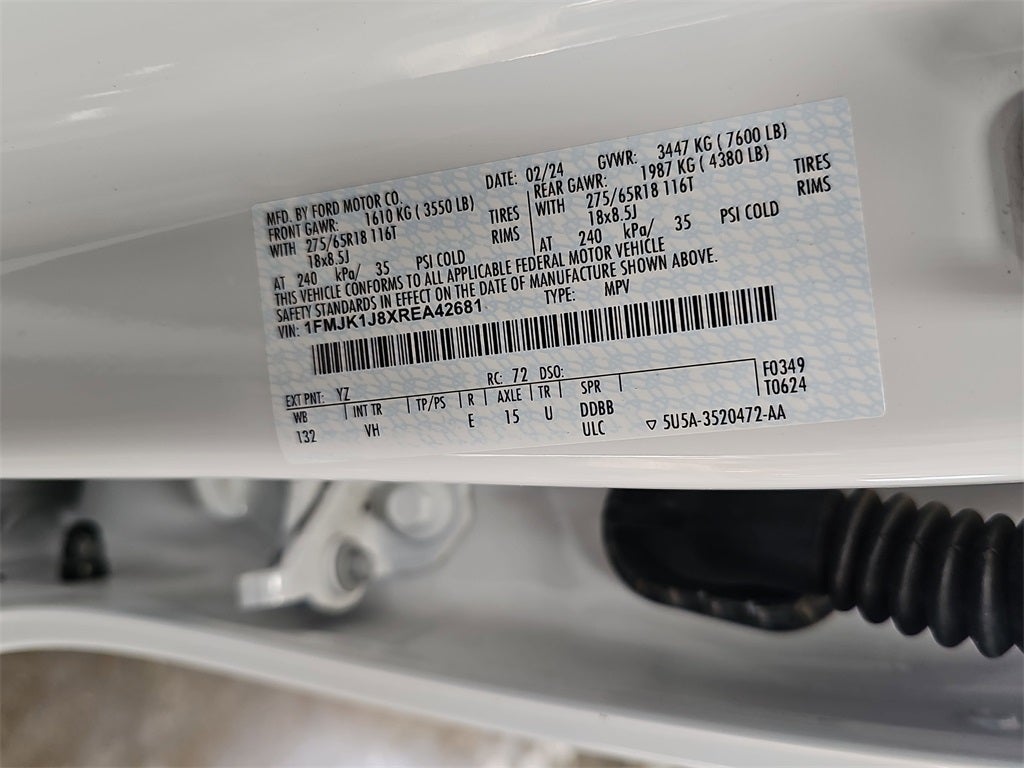 MFD. BY FORD MOTOR CO.
DATE: 02/24 GVWR: 3447 KG ( 7600 LB)
FRONT GAWR: 1610 KG ( 3550 LB)
REAR GAWR: 1987 KG ( 4380 LB)
WITH 275/65R18 116T TIRES
WITH 275/65R18 116T TIRES
18x8.5J RIMS
18x8.5J RIMS
AT 240 kPa/ 35 PSI COLD
AT 240 kPa/ 35 PSI COLD
THIS VEHICLE CONFORMS TO ALL APPLICABLE FEDERAL MOTOR VEHICLE
SAFETY STANDARDS IN EFFECT ON THE DATE OF MANUFACTURE SHOWN ABOVE.
VIN: 1FMJK1J8XREA42681 TYPE: MPV
EXT PNT: YZ RC: 72 DSO: F0349
WB INT TR TP/PS R AXLE TR SPR T0624
132 VH E 15 U DDBB
ULC 5U5A-3520472-AA